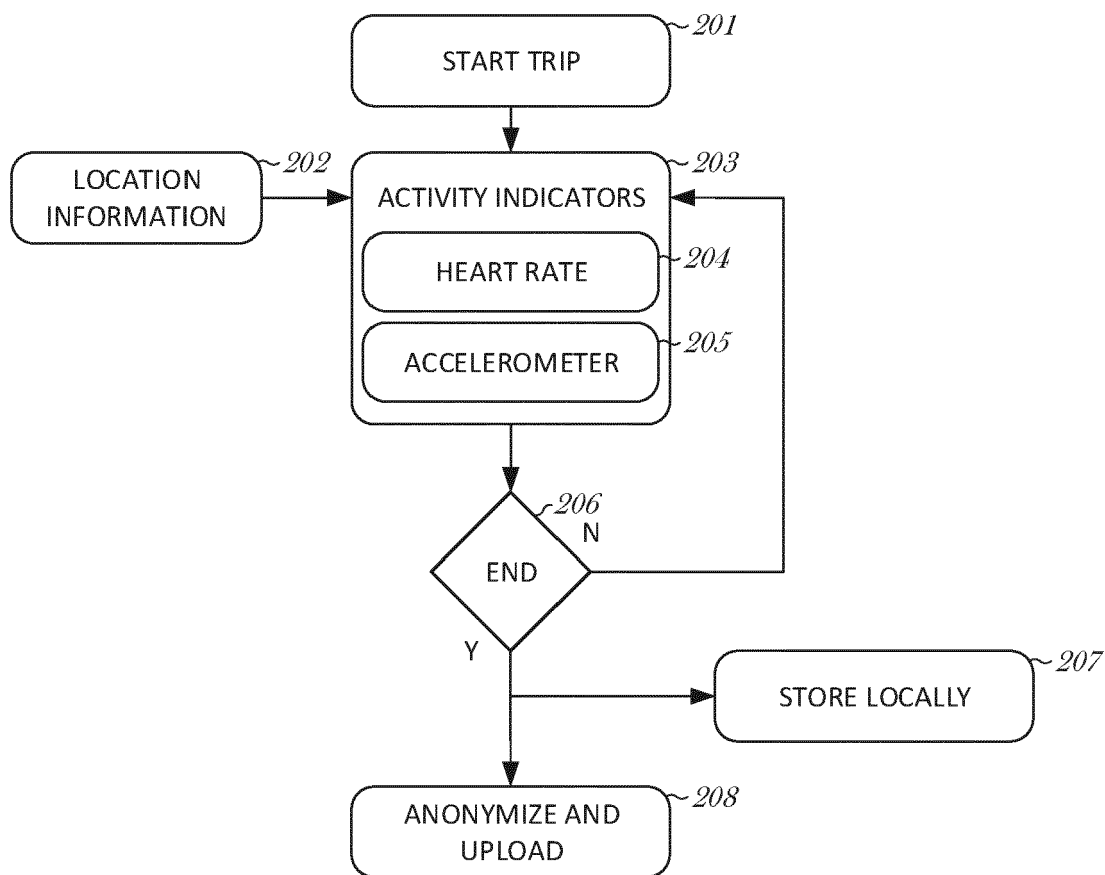 201
START TRIP
202
LOCATION
INFORMATION
203
ACTIVITY INDICATORS
204
HEART RATE
205
ACCELEROMETER
206
N
END
Y
207
STORE LOCALLY
208
ANONYMIZE AND
UPLOAD